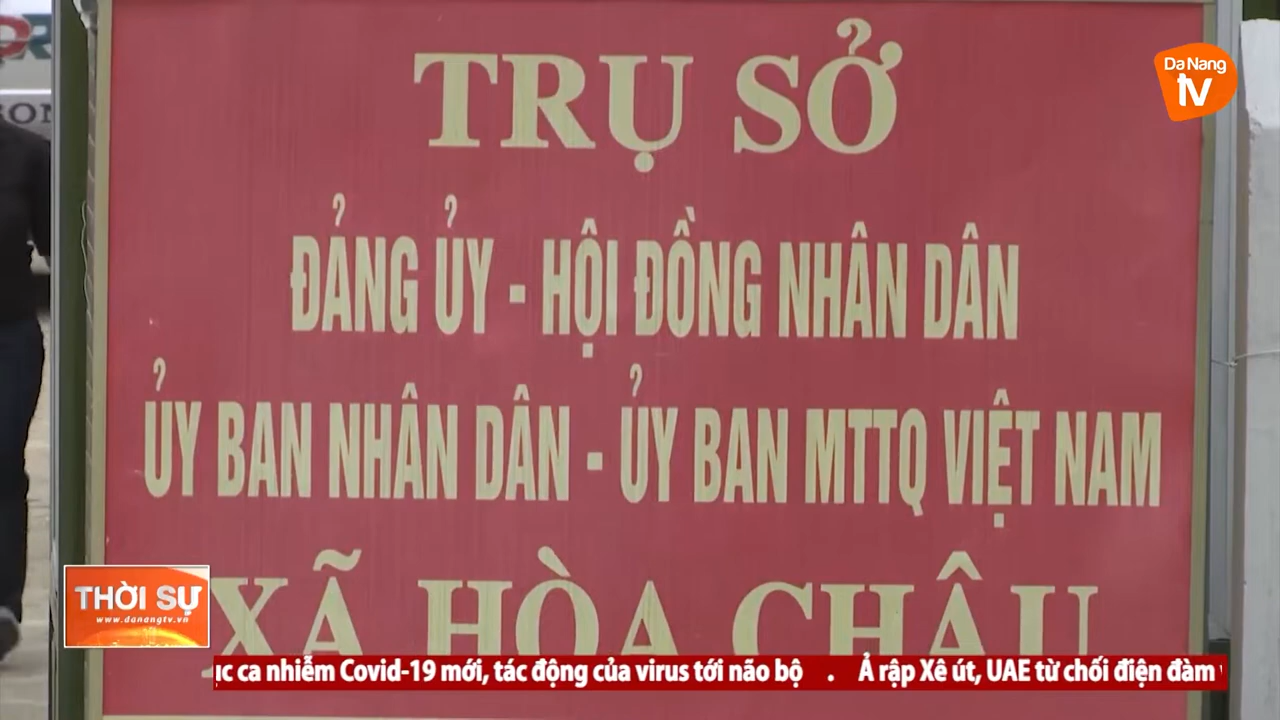 Da Nang
tv
TRỤ SỞ
ĐẢNG ỦY - HỘI ĐỒNG NHÂN DÂN
ỦY BAN NHÂN DÂN - ỦY BAN MTTQ VIỆT NAM
XÃ HÒA CHÂU
THỜI SỰ
www.danangtv.vn
ca nhiễm Covid-19 mới, tác động của virus tới não bộ . Ả rập Xê út, UAE từ chối điện đàm